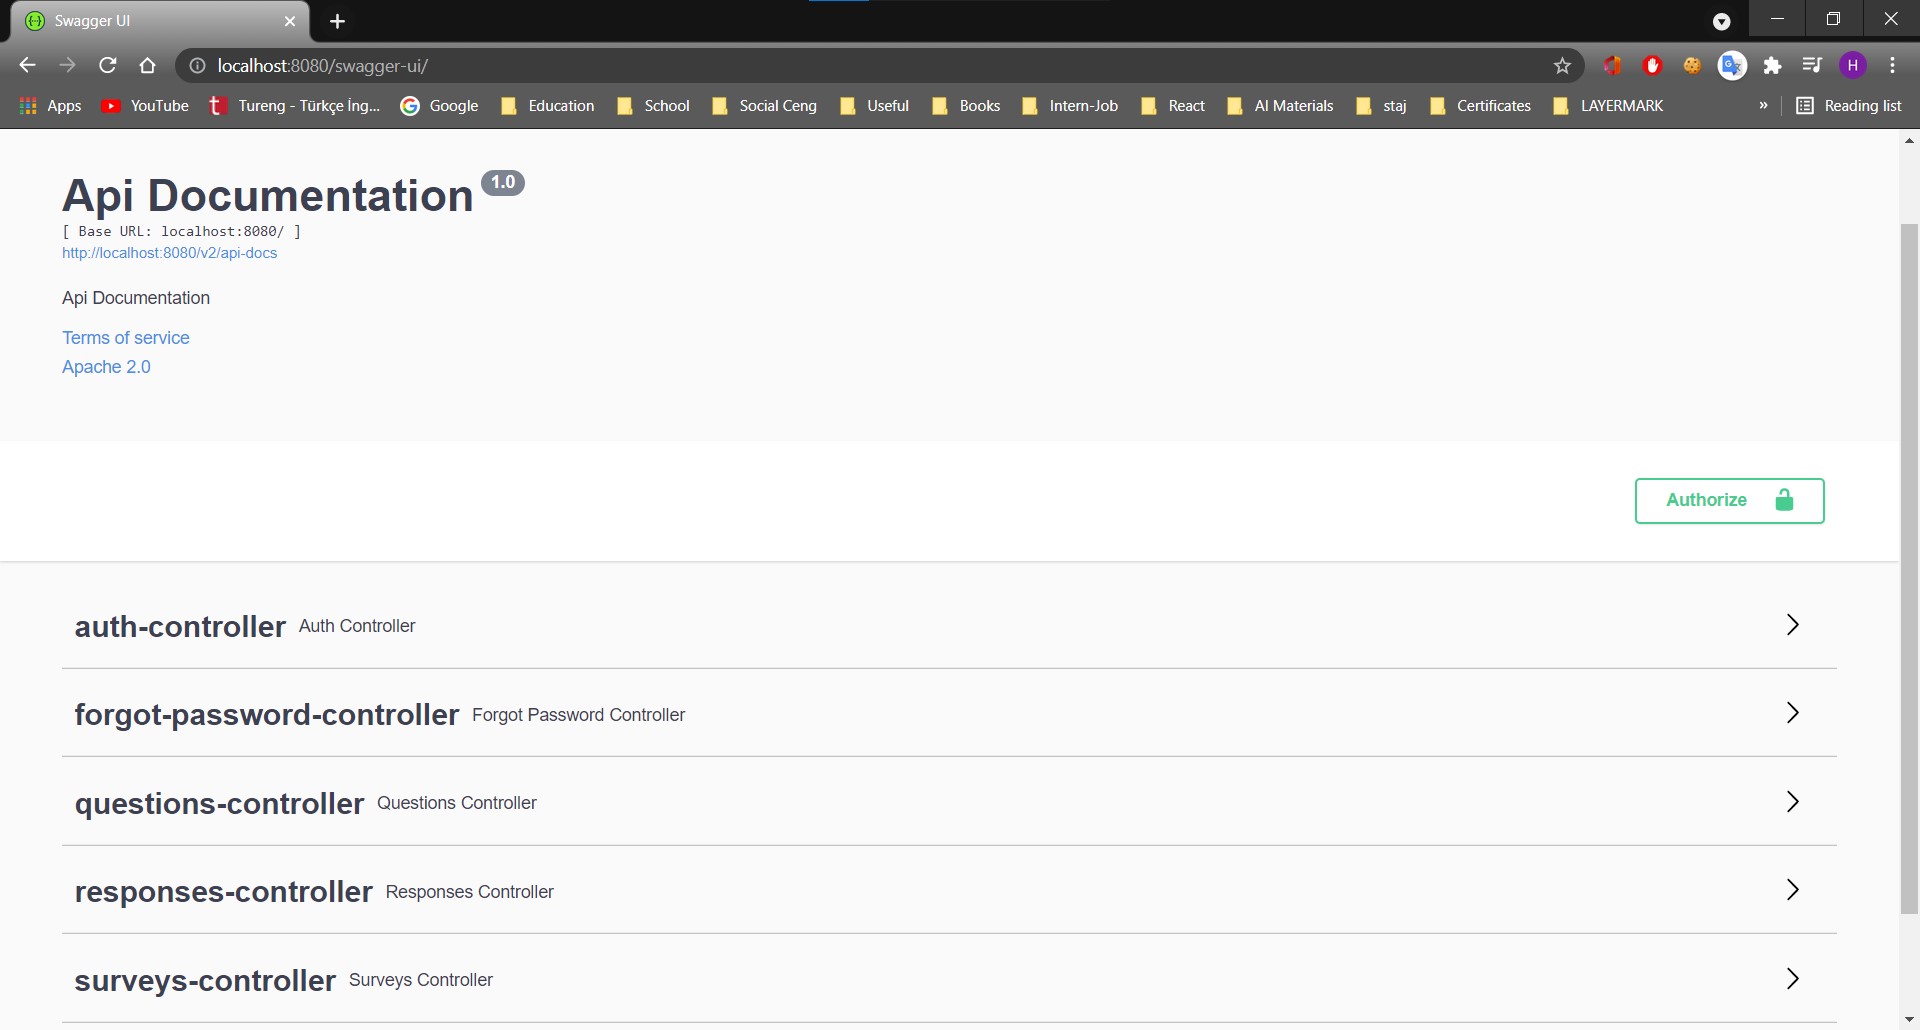 Swagger UI
localhost:8080/swagger-ui/
H
Apps YouTube Tureng - Türkçe İng... Google Education School Social Ceng Useful Books Intern-Job React AI Materials staj Certificates LAYERMARK » Reading list
Api Documentation 1.0
[ Base URL: localhost:8080/ ]
http://localhost:8080/v2/api-docs
Api Documentation
Terms of service
Apache 2.0
Authorize
auth-controller Auth Controller
forgot-password-controller Forgot Password Controller
questions-controller Questions Controller
responses-controller Responses Controller
surveys-controller Surveys Controller